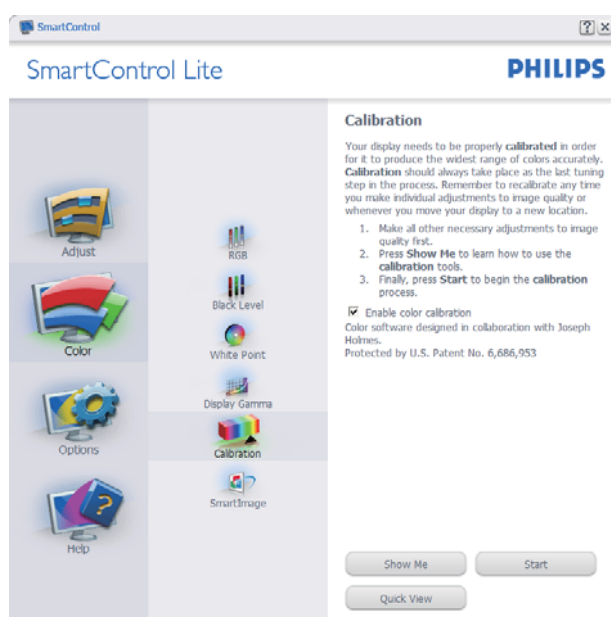 SmartControl
SmartControl Lite
PHILIPS
Adjust
Color
Options
Help
RGB
Black Level
White Point
Display Gamma
Calibration
SmartImage
Calibration
Your display needs to be properly calibrated in order
for it to produce the widest range of colors accurately.
Calibration should always take place as the last tuning
step in the process. Remember to recalibrate any time
you make individual adjustments to image quality or
whenever you move your display to a new location.
1. Make all other necessary adjustments to image
quality first.
2. Press Show Me to learn how to use the
calibration tools.
3. Finally, press Start to begin the calibration
process.
Enable color calibration
Color software designed in collaboration with Joseph
Holmes.
Protected by U.S. Patent No. 6,686,953
Show Me
Start
Quick View